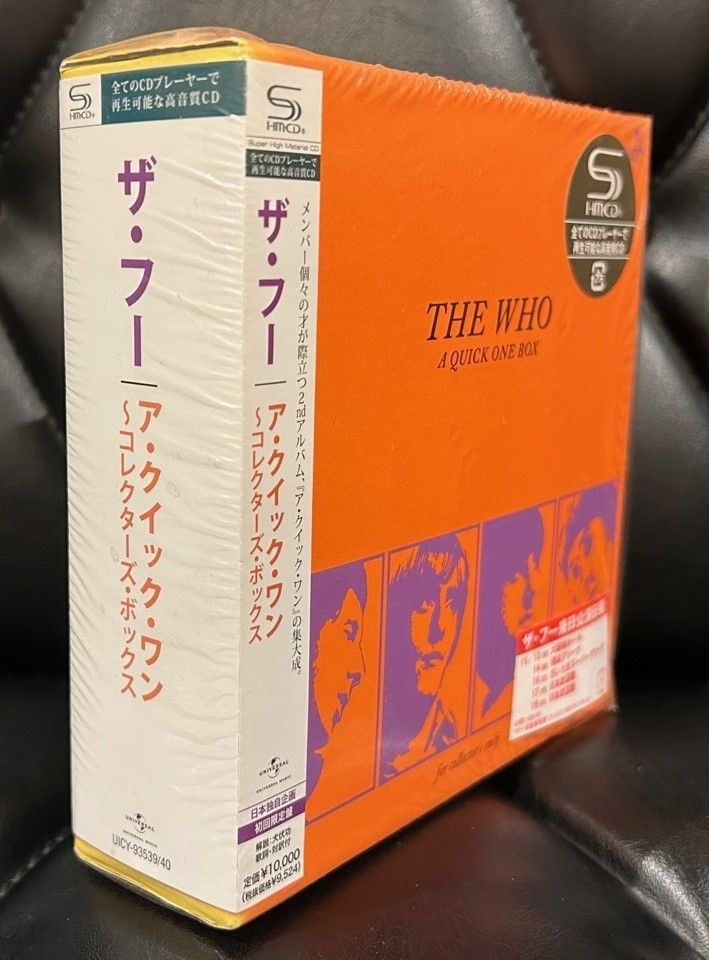 全てのCDプレーヤーで
再生可能な高音質CD
SHMCD®
ザ・フー
ア・クイック・ワン
〜コレクターズ・ボックス
UNIVERSAL
UNIVERSAL MUSIC
UICY-93539/40
SHMCD®
Super High Material CD
全てのCDプレーヤーで
再生可能な高音質CD
メンバー個々の才が際立つ2ndアルバム、『ア・クイック・ワン』の集大成。
ザ・フー
ア・クイック・ワン
〜コレクターズ・ボックス
UNIVERSAL
UNIVERSAL MUSIC
日本独自企画
初回限定盤
解説:犬伏功
歌詞・対訳付
定価¥10,000
(税抜価格¥9,524)
SHMCD®
全てのCDプレーヤーで
再生可能な高音質CD
THE WHO
A QUICK ONE BOX
for collector's only
ザ・フー来日公演決定